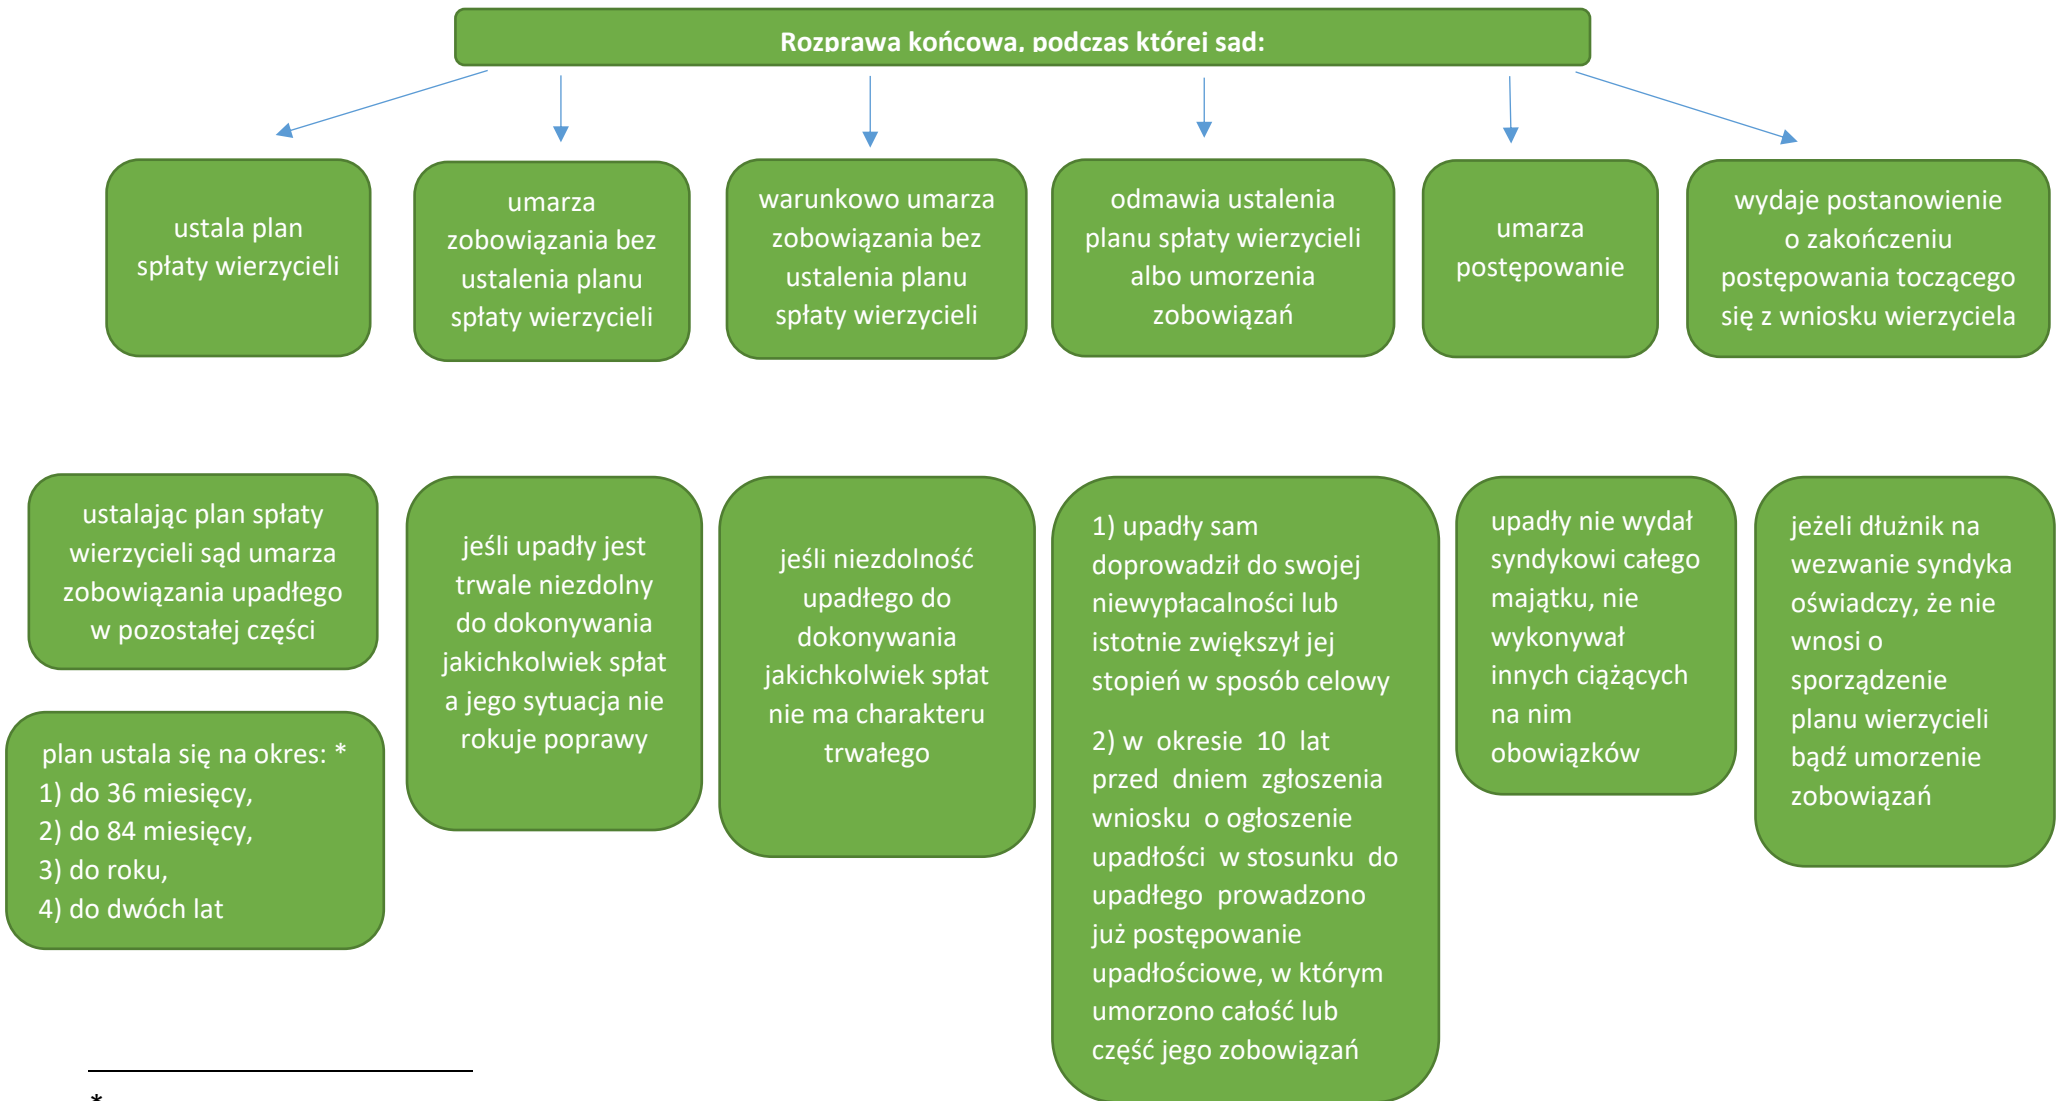 Rozprawa końcowa, podczas której sąd:
ustala plan
spłaty wierzycieli
umarza
zobowiązania bez
ustalenia planu
spłaty wierzycieli
warunkowo umarza
zobowiązania bez
ustalenia planu
spłaty wierzycieli
odmawia ustalenia
planu spłaty wierzycieli
albo umorzenia
zobowiązań
umarza
postępowanie
wydaje postanowienie
o zakończeniu
postępowania toczącego
się z wniosku wierzyciela
ustalając plan spłaty
wierzycieli sąd umarza
zobowiązania upadłego
w pozostałej części
plan ustala się na okres: *
1) do 36 miesięcy,
2) do 84 miesięcy,
3) do roku,
4) do dwóch lat
jeśli upadły jest
trwale niezdolny
do dokonywania
jakichkolwiek spłat
a jego sytuacja nie
rokuje poprawy
jeśli niezdolność
upadłego do
dokonywania
jakichkolwiek spłat
nie ma charakteru
trwałego
1) upadły sam
doprowadził do swojej
niewypłacalności lub
istotnie zwiększył jej
stopień w sposób celowy
2) w okresie 10 lat
przed dniem zgłoszenia
wniosku o ogłoszenie
upadłości w stosunku do
upadłego prowadzono
już postępowanie
upadłościowe, w którym
umorzono całość lub
część jego zobowiązań
upadły nie wydał
syndykowi całego
majątku, nie
wykonywał
innych ciążących
na nim
obowiązków
jeżeli dłużnik na
wezwanie syndyka
oświadczy, że nie
wnosi o
sporządzenie
planu wierzycieli
bądź umorzenie
zobowiązań
*